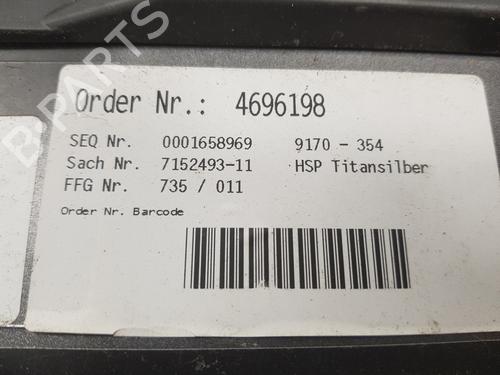 Order Nr.: 4696198
SEQ Nr. 0001658969 9170 - 354
Sach Nr. 7152493-11 HSP Titansilber
FFG Nr. 735 / 011
Order Nr. Barcode
B-Parts